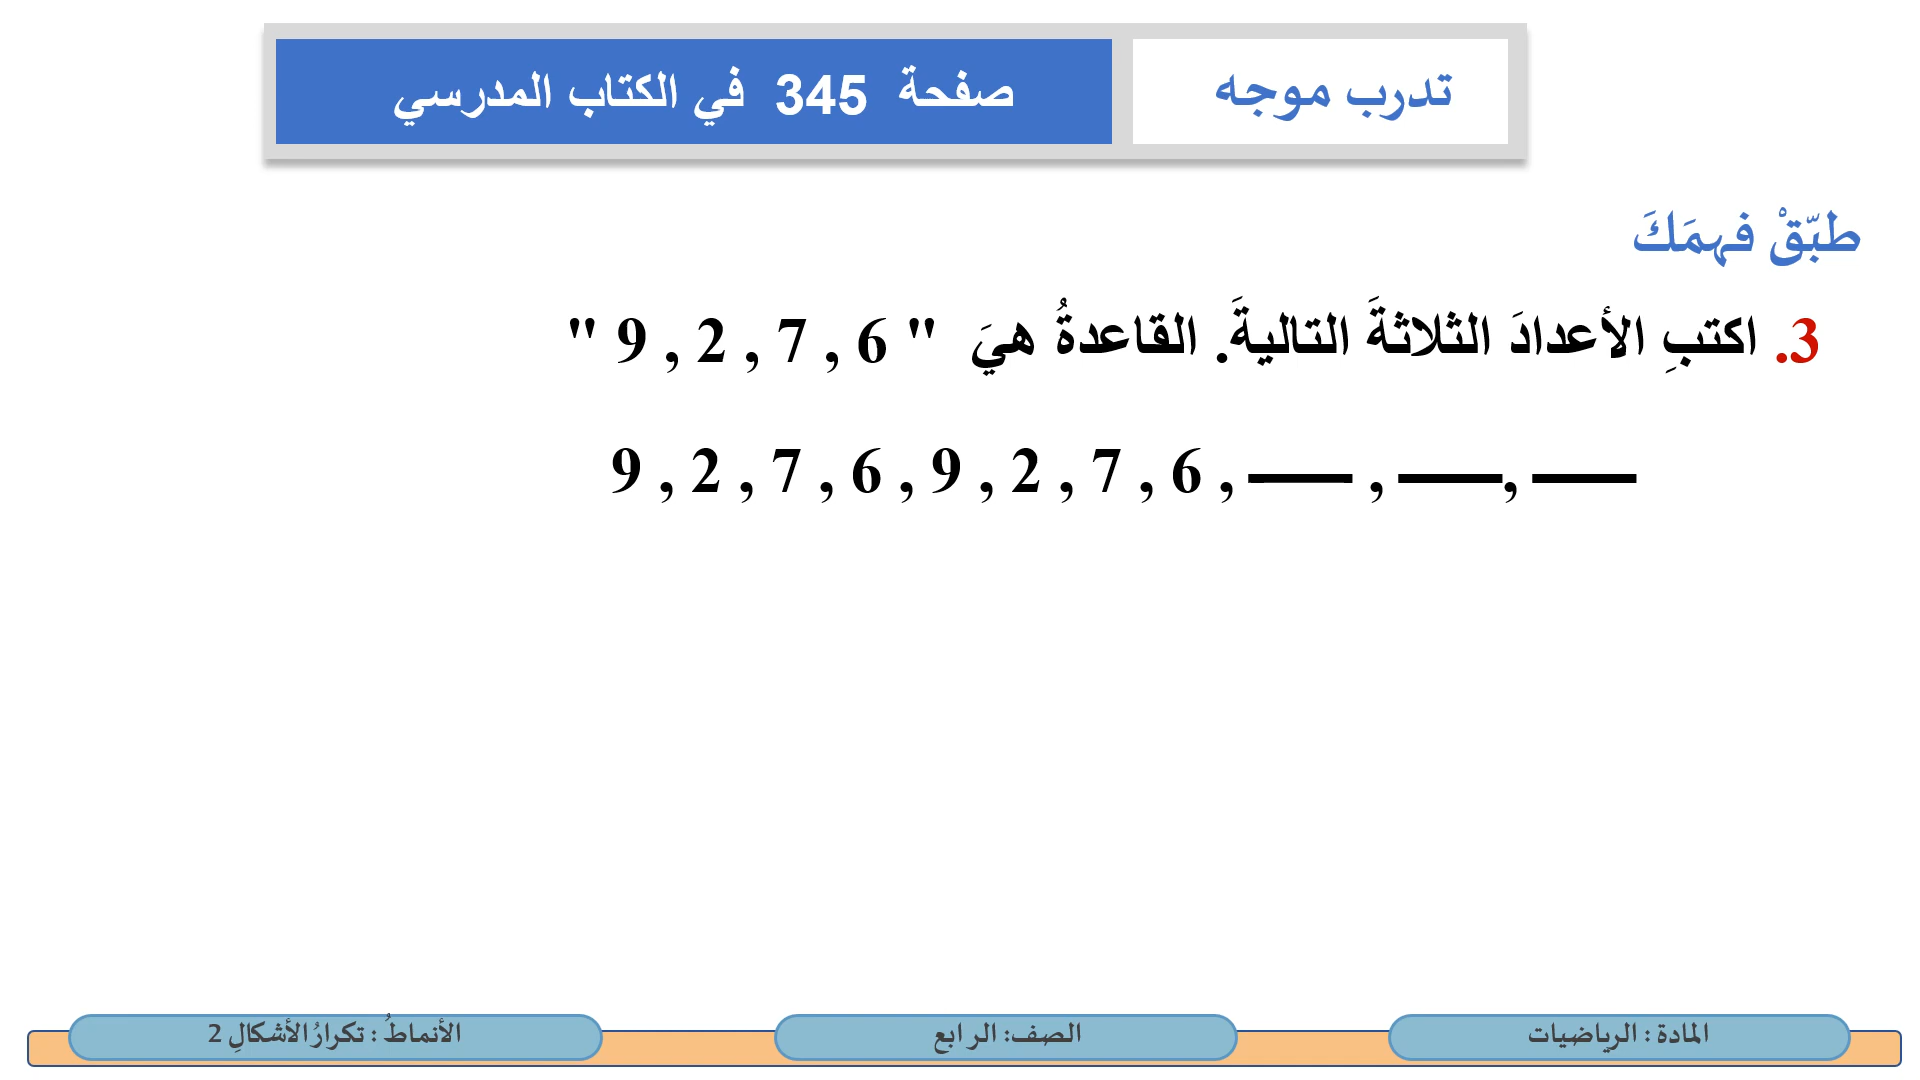 تدرب موجه
صفحة 345 في الكتاب المدرسي
طبّقْ فهمَكَ
3. اكتبِ الأعدادَ الثلاثةَ التاليةَ. القاعدةُ هيَ " 9 , 2 , 7 , 6 "
9 , 2 , 7 , 6 , 9 , 2 , 7 , 6 , ___ , ___ , ___
المادة : الرياضيات
الصف: الرابع
الأنماطُ : تكرارُ الأشكالِ 2